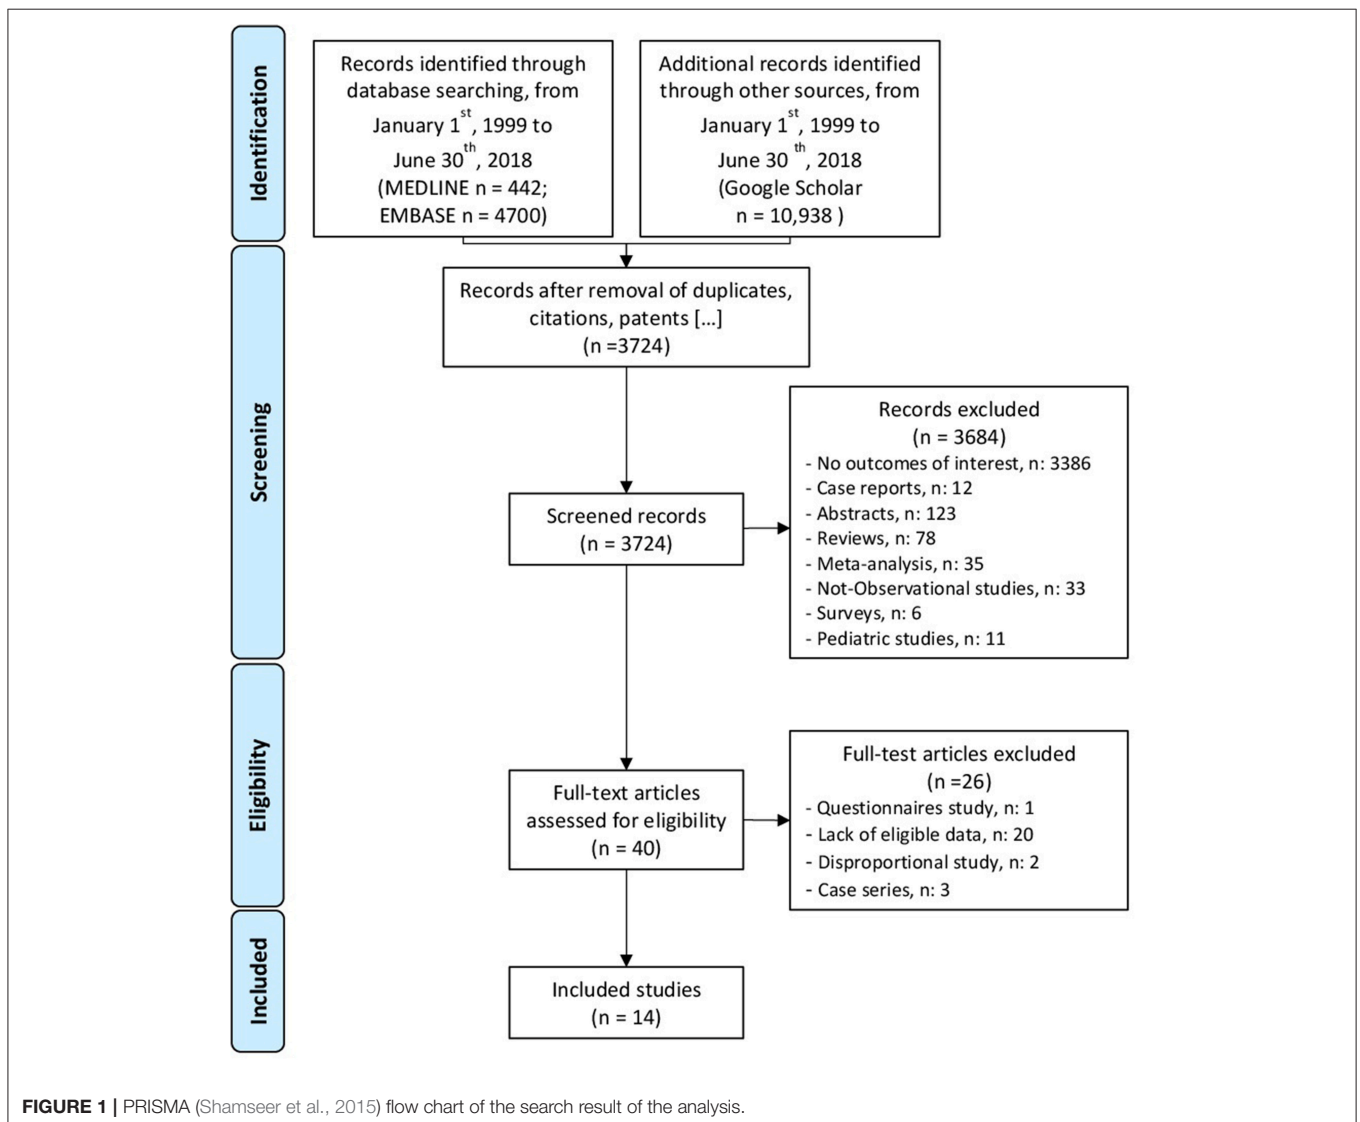 Identification
Records identified through
database searching, from
January 1st, 1999 to
June 30th, 2018
(MEDLINE n = 442;
EMBASE n = 4700)
Additional records identified
through other sources, from
January 1st, 1999 to
June 30 th, 2018
(Google Scholar
n = 10,938 )
Screening
Records after removal of duplicates,
citations, patents [...]
(n =3724)
Screened records
(n = 3724)
Records excluded
(n = 3684)
- No outcomes of interest, n: 3386
- Case reports, n: 12
- Abstracts, n: 123
- Reviews, n: 78
- Meta-analysis, n: 35
- Not-Observational studies, n: 33
- Surveys, n: 6
- Pediatric studies, n: 11
Eligibility
Full-text articles
assessed for eligibility
(n = 40)
Full-test articles excluded
(n =26)
- Questionnaires study, n: 1
- Lack of eligible data, n: 20
- Disproportional study, n: 2
- Case series, n: 3
Included
Included studies
(n = 14)
FIGURE 1 | PRISMA (Shamseer et al., 2015) flow chart of the search result of the analysis.